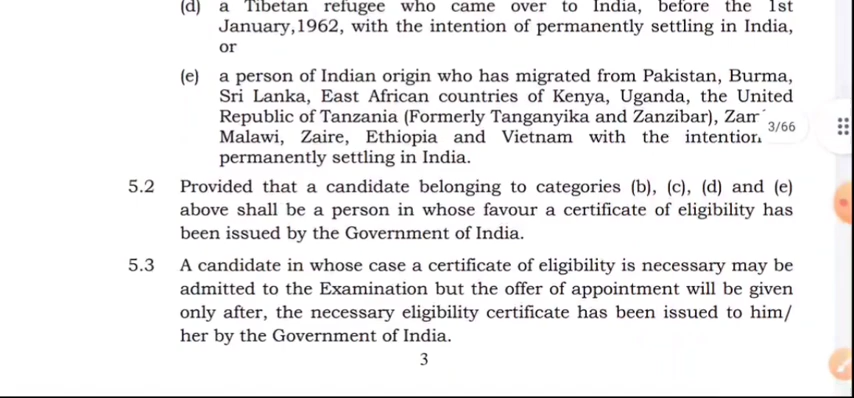 (d) a Tibetan refugee who came over to India, before the 1st
January,1962, with the intention of permanently settling in India,
or
(e) a person of Indian origin who has migrated from Pakistan, Burma,
Sri Lanka, East African countries of Kenya, Uganda, the United
Republic of Tanzania (Formerly Tanganyika and Zanzibar),
3/66
Malawi, Zaire, Ethiopia and Vietnam with the intention
permanently settling in India.
5.2 Provided that a candidate belonging to categories (b), (c), (d) and (e)
above shall be a person in whose favour a certificate of eligibility has
been issued by the Government of India.
5.3 A candidate in whose case a certificate of eligibility is necessary may be
admitted to the Examination but the offer of appointment will be given
only after, the necessary eligibility certificate has been issued to him/
her by the Government of India.
3